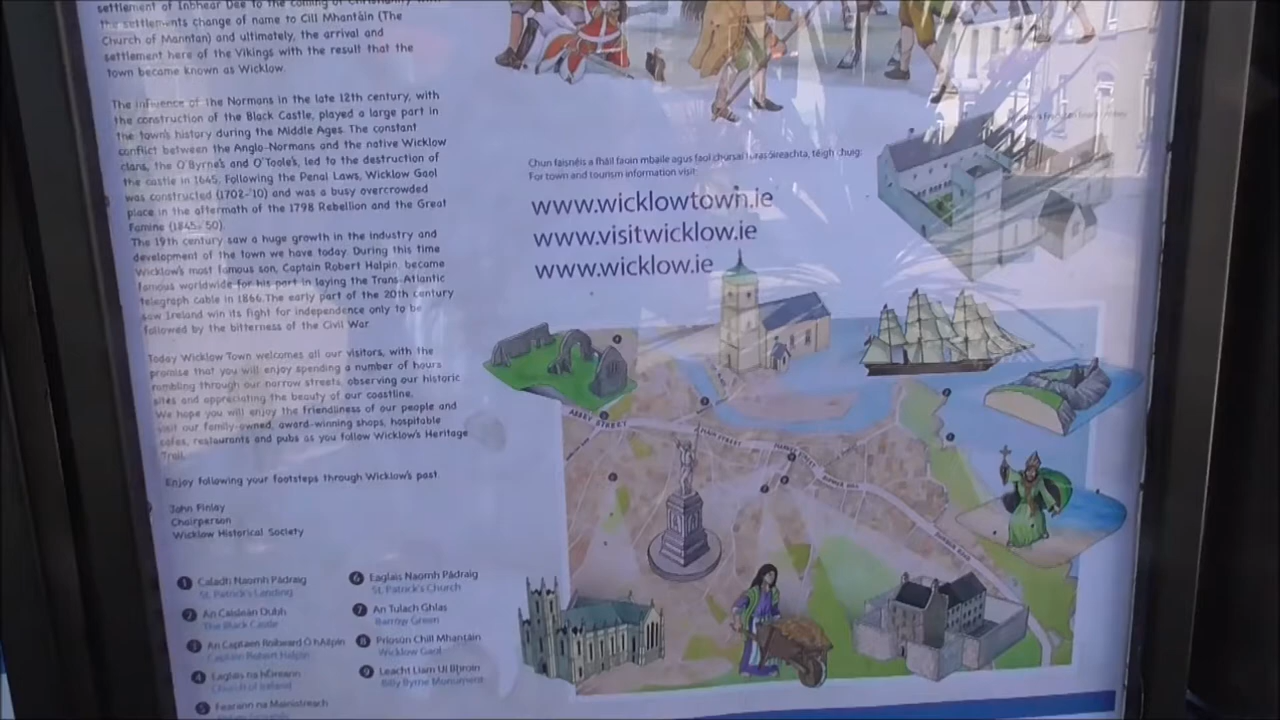 settlement of Inbhear Dee to the coming of Christianity with
the settlements change of name to Cill Mhantáin (The
Church of Manntan) and ultimately, the arrival and
settlement here of the Vikings with the result that the
town became known as Wicklow.
The influence of the Normans in the late 12th century, with
the construction of the Black Castle, played a large part in
the town's history during the Middle Ages. The constant
conflict between the Anglo-Normans and the native Wicklow
clans, the O'Byrne's and O'Toole's, led to the destruction of
the castle in 1645. Following the Penal Laws, Wicklow Gaol
was constructed (1702-'10) and was a busy overcrowded
place in the aftermath of the 1798 Rebellion and the Great
Famine (1845-'50).
The 19th century saw a huge growth in the industry and
development of the town we have today. During this time
Wicklow's most famous son, Captain Robert Halpin, became
famous worldwide for his part in laying the Trans-Atlantic
telegraph cable in 1866. The early part of the 20th century
saw Ireland win its fight for independence only to be
followed by the bitterness of the Civil War.
Today Wicklow Town welcomes all our visitors, with the
promise that you will enjoy spending a number of hours
rambling through our narrow streets, observing our historic
sites and appreciating the beauty of our coastline.
We hope you will enjoy the friendliness of our people and
visit our family-owned, award-winning shops, hospitable
cafes, restaurants and pubs as you follow Wicklow's Heritage
Trail.
Enjoy following your footsteps through Wicklow's past.
John Finlay
Chairperson
Wicklow Historical Society
1 Caladh Naomh Pádraig
St. Patrick's Landing
2 An Caisleán Dubh
The Black Castle
3 An Captaen Roibeard Ó hAilpín
Captain Robert Halpin
4 Eaglais na hÉireann
Church of Ireland
5 Fearann na Mainistreach
6 Eaglais Naomh Pádraig
St. Patrick's Church
7 An Tulach Ghlas
Barrow Green
8 Príosún Chill Mhantáin
Wicklow Gaol
9 Leacht Liam Uí Bhroin
Billy Byrne Monument
Chun faisnéis a fháil faoin mbaile agus faoi chúrsaí turasóireachta, téigh chuig:
For town and tourism information visit:
www.wicklowtown.ie
www.visitwicklow.ie
www.wicklow.ie
ABBEY STREET
MAIN STREET
MARKET STREET
SUMMER HILL
DUNBUR ROAD